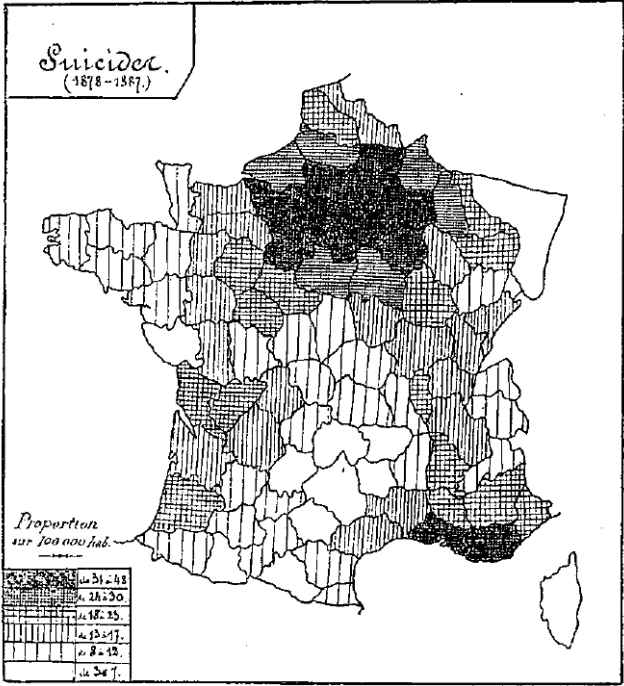 Suicides.
(1878-1887.)
Proportion
sur 100 000 hab.
de 31 à 48
de 24 à 30.
de 18 à 23.
de 13 à 17.
de 8 à 12.
de 3 à 7.